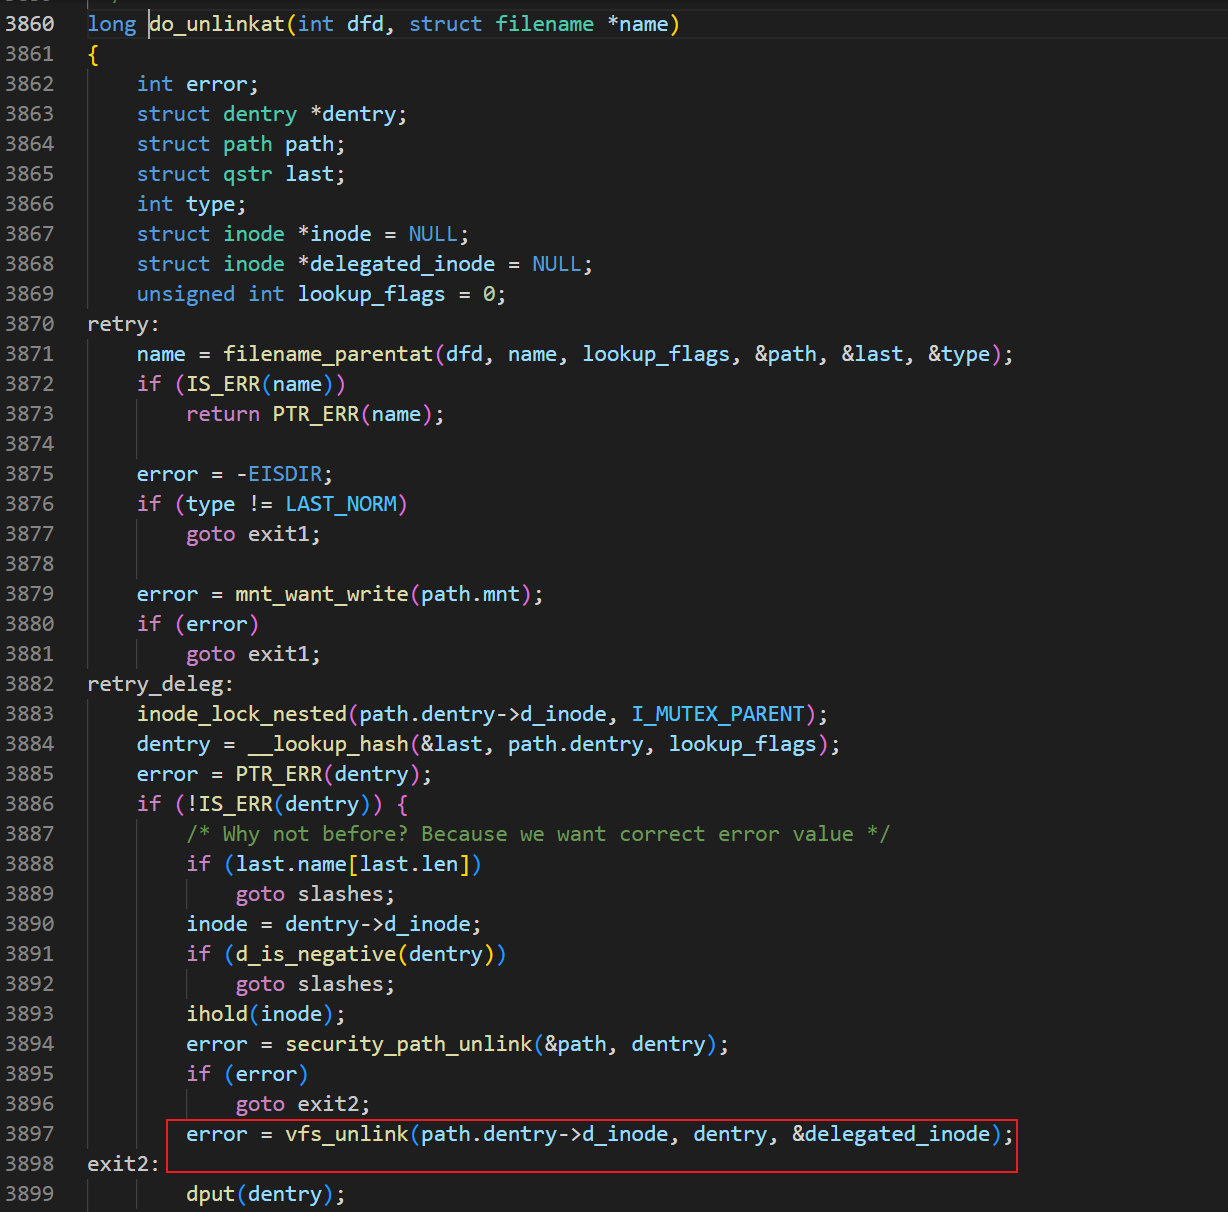 3860 long do_unlinkat(int dfd, struct filename *name)
3861 {
3862     int error;
3863     struct dentry *dentry;
3864     struct path path;
3865     struct qstr last;
3866     int type;
3867     struct inode *inode = NULL;
3868     struct inode *delegated_inode = NULL;
3869     unsigned int lookup_flags = 0;
3870 retry:
3871     name = filename_parentat(dfd, name, lookup_flags, &path, &last, &type);
3872     if (IS_ERR(name))
3873         return PTR_ERR(name);
3874
3875     error = -EISDIR;
3876     if (type != LAST_NORM)
3877         goto exit1;
3878
3879     error = mnt_want_write(path.mnt);
3880     if (error)
3881         goto exit1;
3882 retry_deleg:
3883     inode_lock_nested(path.dentry->d_inode, I_MUTEX_PARENT);
3884     dentry = __lookup_hash(&last, path.dentry, lookup_flags);
3885     error = PTR_ERR(dentry);
3886     if (!IS_ERR(dentry)) {
3887         /* Why not before? Because we want correct error value */
3888         if (last.name[last.len])
3889             goto slashes;
3890         inode = dentry->d_inode;
3891         if (d_is_negative(dentry))
3892             goto slashes;
3893         ihold(inode);
3894         error = security_path_unlink(&path, dentry);
3895         if (error)
3896             goto exit2;
3897         error = vfs_unlink(path.dentry->d_inode, dentry, &delegated_inode);
3898 exit2:
3899         dput(dentry);